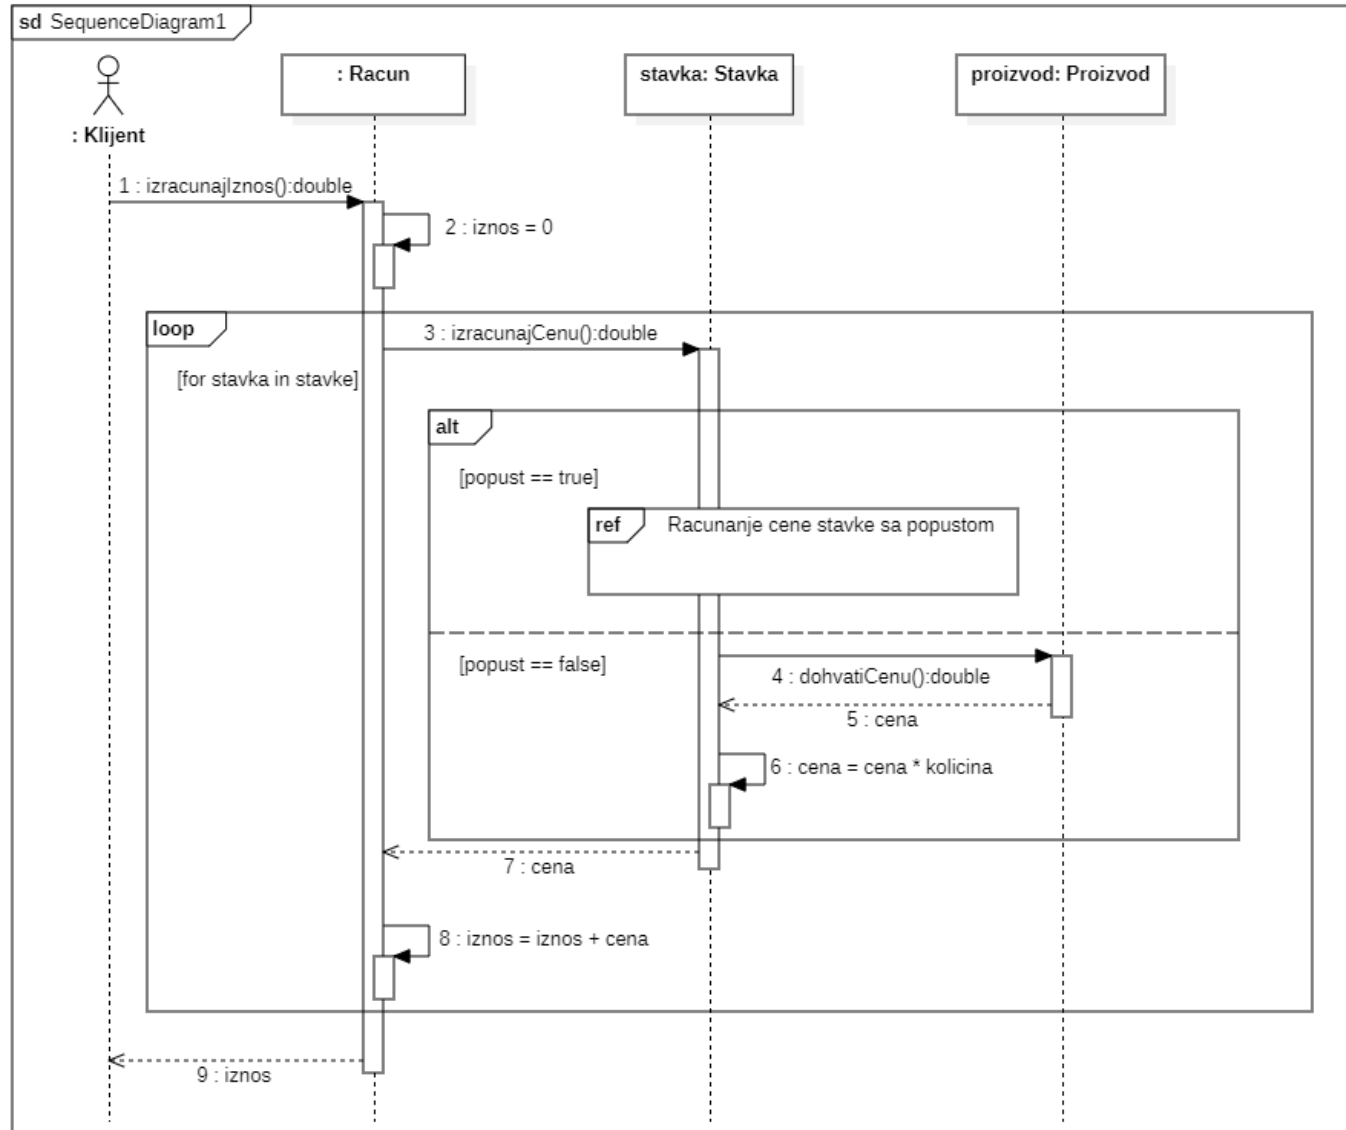 sd SequenceDiagram1
: Klijent
: Racun
stavka: Stavka
proizvod: Proizvod
1 : izracunajIznos():double
2 : iznos = 0
loop
3 : izracunajCenu():double
[for stavka in stavke]
alt
[popust == true]
ref Racunanje cene stavke sa popustom
[popust == false]
4 : dohvatiCenu():double
5 : cena
6 : cena = cena * kolicina
7 : cena
8 : iznos = iznos + cena
9 : iznos